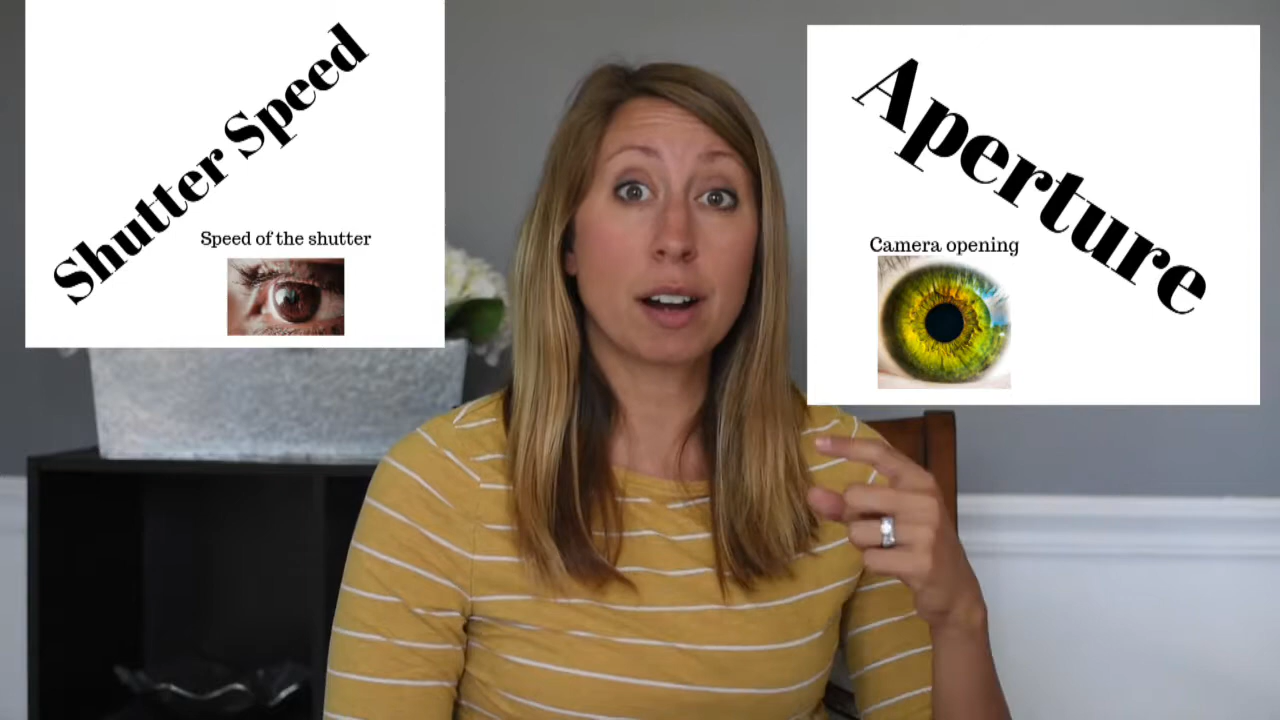 Shutter Speed
Speed of the shutter
Aperture
Camera opening